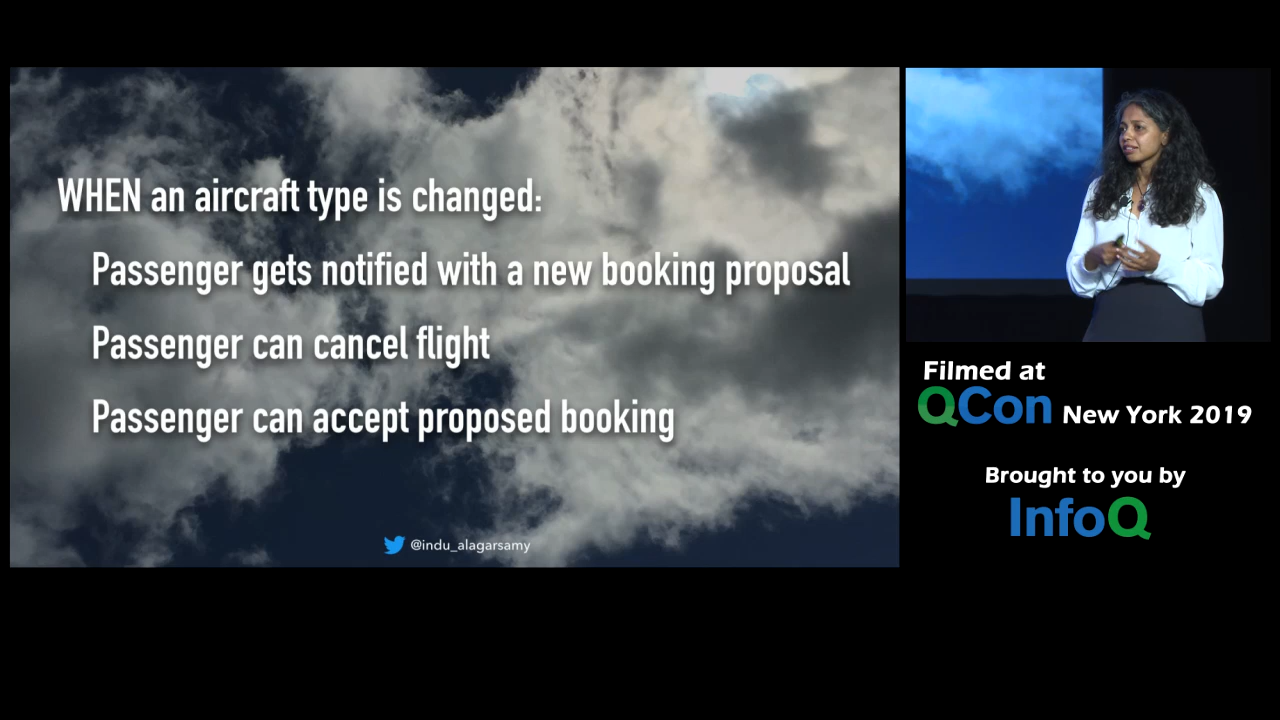 WHEN an aircraft type is changed:
Passenger gets notified with a new booking proposal
Passenger can cancel flight
Passenger can accept proposed booking
@indu_alagarsamy
Filmed at
QCon New York 2019
Brought to you by
InfoQ